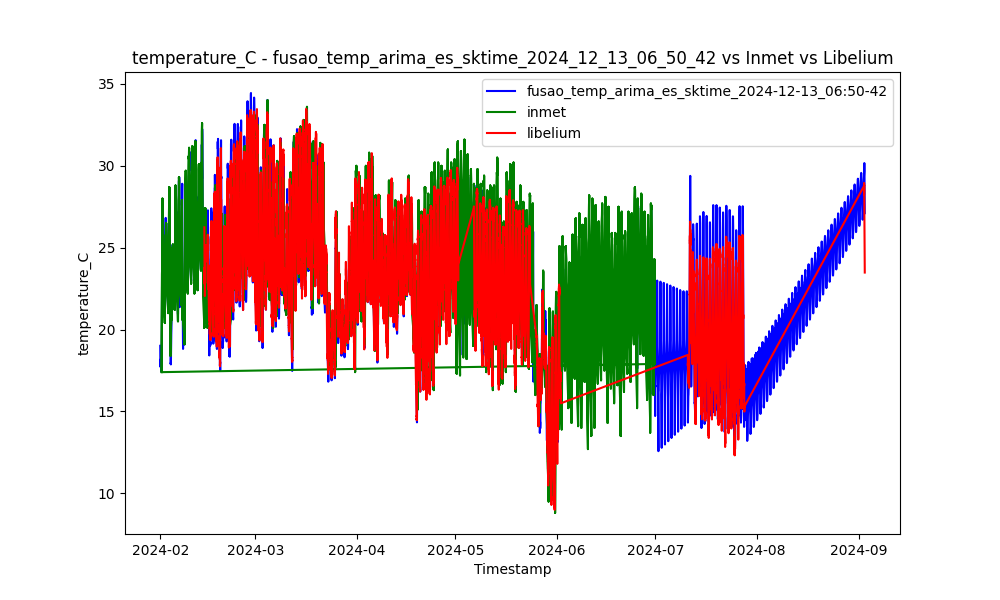 temperature_C - fusao_temp_arima_es_sktime_2024_12_13_06_50_42 vs Inmet vs Libelium
fusao_temp_arima_es_sktime_2024-12-13_06:50-42
inmet
libelium
temperature_C
35
30
25
20
15
10
2024-02 2024-03 2024-04 2024-05 2024-06 2024-07 2024-08 2024-09
Timestamp